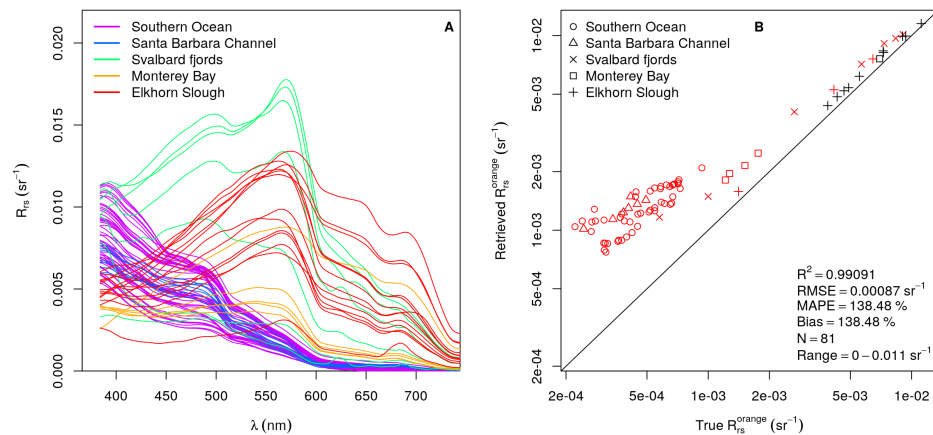 A
Southern Ocean
Santa Barbara Channel
Svalbard fjords
Monterey Bay
Elkhorn Slough
0.020
0.015
0.010
0.005
0.000
Rrs (sr−1)
400 450 500 550 600 650 700
λ (nm)
B
Southern Ocean
Santa Barbara Channel
Svalbard fjords
Monterey Bay
Elkhorn Slough
1e-02
5e-03
2e-03
1e-03
5e-04
2e-04
Retrieved Rrs orange (sr−1)
R2 = 0.99091
RMSE = 0.00087 sr−1
MAPE = 138.48 %
Bias = 138.48 %
N = 81
Range = 0 − 0.011 sr−1
2e-04 5e-04 1e-03 2e-03 5e-03 1e-02
True Rrs orange (sr−1)